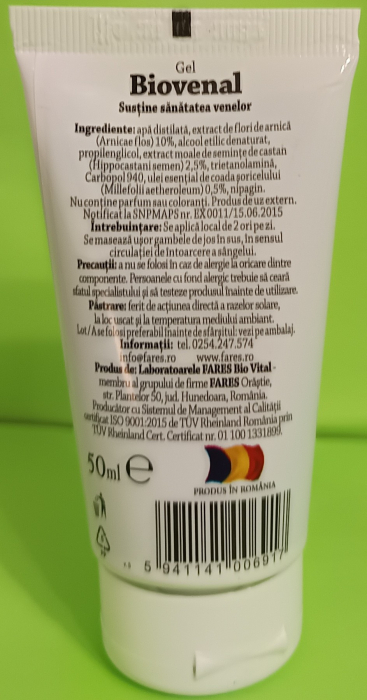 Gel
Biovenal
Susține sănătatea venelor
Ingrediente: apă distilată, extract de flori de arnică
(Arnicae flos) 10%, alcool etilic denaturat,
propilenglicol, extract moale de semințe de castan
(Hippocastani semen) 2,5%, trietanolamină,
Carbopol 940, ulei esențial de coada șoricelului
(Millefolii aetheroleum) 0,5%, nipagin.
Nu conține parfum sau coloranți. Produs de uz extern.
Notificat la SNPMAPS nr. EX0011/15.06.2015
Întrebuințare: Se aplică local de 2 ori pe zi.
Se masează ușor gambele de jos în sus, în sensul
circulației de întoarcere a sângelui.
Precauții: a nu se folosi în caz de alergie la oricare dintre
componente. Persoanele cu fond alergic trebuie să ceară
sfatul specialistului și să testeze produsul înainte de utilizare.
Păstrare: ferit de acțiunea directă a razelor solare,
la loc uscat și la temperatura mediului ambiant.
Lot/A se folosi preferabil înainte de sfârșitul: vezi pe ambalaj.
Informații: tel. 0254.247.574
info@fares.ro www.fares.ro
Produs de: Laboratoarele FARES Bio Vital -
membru al grupului de firme FARES Orăștie,
str. Plantelor 50, jud. Hunedoara, România.
Producător cu Sistemul de Management al Calității
certificat ISO 9001:2015 de TÜV Rheinland România prin
TÜV Rheinland Cert. Certificat nr. 01 100 1331899.
50ml e
PRODUS ÎN ROMÂNIA
5 941141 006917